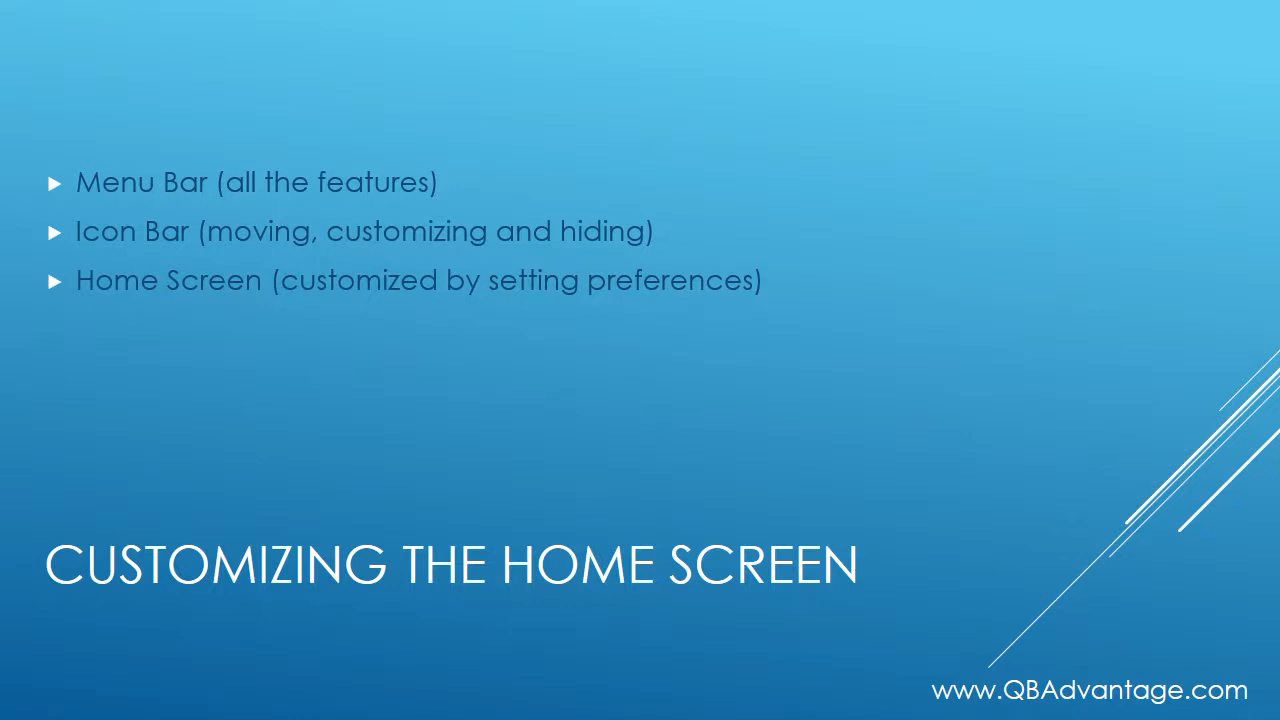 Menu Bar (all the features)
Icon Bar (moving, customizing and hiding)
Home Screen (customized by setting preferences)
CUSTOMIZING THE HOME SCREEN
www.QBAdvantage.com